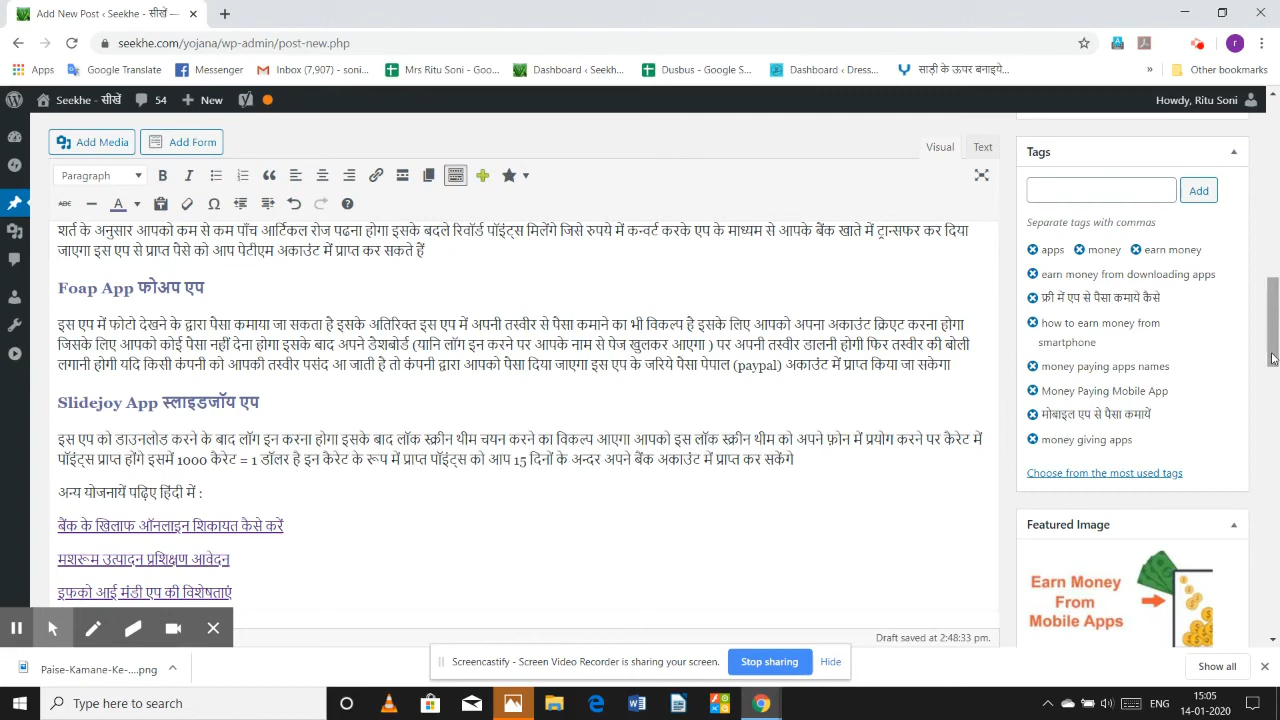 Add New Post ‹ Seekhe - सीखें —
seekhe.com/yojana/wp-admin/post-new.php
Apps
Google Translate
Messenger
Inbox (7,907) - soni...
Mrs Ritu Soni - Goo...
Dashboard ‹ Seekh...
Dusbus - Google S...
Dashboard ‹ Dress...
साड़ी के ऊपर बनाइपे...
»
Other bookmarks
Seekhe - सीखें
54
New
Howdy, Ritu Soni
Add Media
Add Form
Visual
Text
Paragraph
शर्त के अनुसार आपको कम से कम पाँच आर्टिकल रोज पढना होगा इसके बदले रिवॉर्ड पॉइंट्स मिलेंगे जिसे रुपये में कन्वर्ट करके एप के माध्यम से आपके बैंक खाते में ट्रान्सफर कर दिया
जाएगा इस एप से प्राप्त पैसे को आप पेटीएम अकाउंट में प्राप्त कर सकते हैं
Foap App फोअप एप
इस एप में फोटो देखने के द्वारा पैसा कमाया जा सकता है इसके अतिरिक्त इस एप में अपनी तस्वीर से पैसा कमाने का भी विकल्प है इसके लिए आपको अपना अकाउंट क्रिएट करना होगा
जिसके लिए आपको कोई पैसा नहीं देना होगा इसके बाद अपने डैशबोर्ड (यानि लॉग इन करने पर आपके नाम से पेज खुलकर आएगा ) पर अपनी तस्वीर डालनी होगी फिर तस्वीर की बोली
लगानी होगी यदि किसी कंपनी को आपकी तस्वीर पसंद आ जाती है तो कंपनी द्वारा आपको पैसा दिया जाएगा इस एप के जरिये पैसा पेपाल (paypal) अकाउंट में प्राप्त किया जा सकेगा
Slidejoy App स्लाइडजॉय एप
इस एप को डाउनलोड करने के बाद लॉग इन करना होगा इसके बाद लॉक स्क्रीन थीम चयन करने का विकल्प आएगा आपको इस लॉक स्क्रीन थीम को अपने फ़ोन में प्रयोग करने पर कैरेट में
पॉइंट्स प्राप्त होंगे इसमें 1000 कैरेट = 1 डॉलर है इन कैरेट के रूप में प्राप्त पॉइंट्स को आप 15 दिनों के अन्दर अपने बैंक अकाउंट में प्राप्त कर सकेंगे
अन्य योजनायें पढ़िए हिंदी में :
बैंक के खिलाफ ऑनलाइन शिकायत कैसे करें
मशरूम उत्पादन प्रशिक्षण आवेदन
इफको आई मंडी एप की विशेषताएं
Draft saved at 2:48:33 pm.
Tags
Add
Separate tags with commas
apps money earn money
earn money from downloading apps
फ्री में एप से पैसा कमाये कैसे
how to earn money from
smartphone
money paying apps names
Money Paying Mobile App
मोबाइल एप से पैसा कमायें
money giving apps
Choose from the most used tags
Featured Image
Earn Money
From
Mobile Apps
Screencastify - Screen Video Recorder is sharing your screen.
Stop sharing
Hide
Paise-Kamane-Ke-....png
Show all
Type here to search
ENG
15:05
14-01-2020